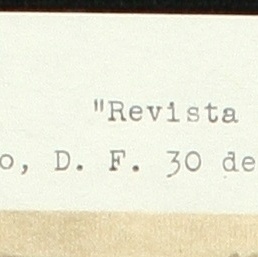 "Revista
o, D. F. 30 de